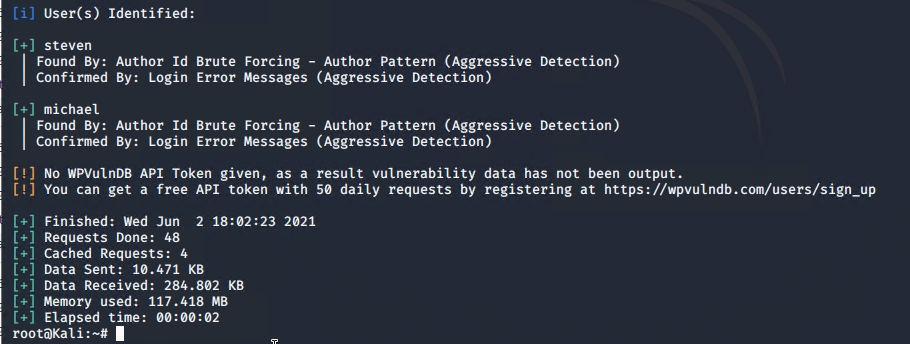 [i] User(s) Identified:
[+] steven
| Found By: Author Id Brute Forcing - Author Pattern (Aggressive Detection)
| Confirmed By: Login Error Messages (Aggressive Detection)
[+] michael
| Found By: Author Id Brute Forcing - Author Pattern (Aggressive Detection)
| Confirmed By: Login Error Messages (Aggressive Detection)
[!] No WPVulnDB API Token given, as a result vulnerability data has not been output.
[!] You can get a free API token with 50 daily requests by registering at https://wpvulndb.com/users/sign_up
[+] Finished: Wed Jun  2 18:02:23 2021
[+] Requests Done: 48
[+] Cached Requests: 4
[+] Data Sent: 10.471 KB
[+] Data Received: 284.802 KB
[+] Memory used: 117.418 MB
[+] Elapsed time: 00:00:02
root@Kali:~#